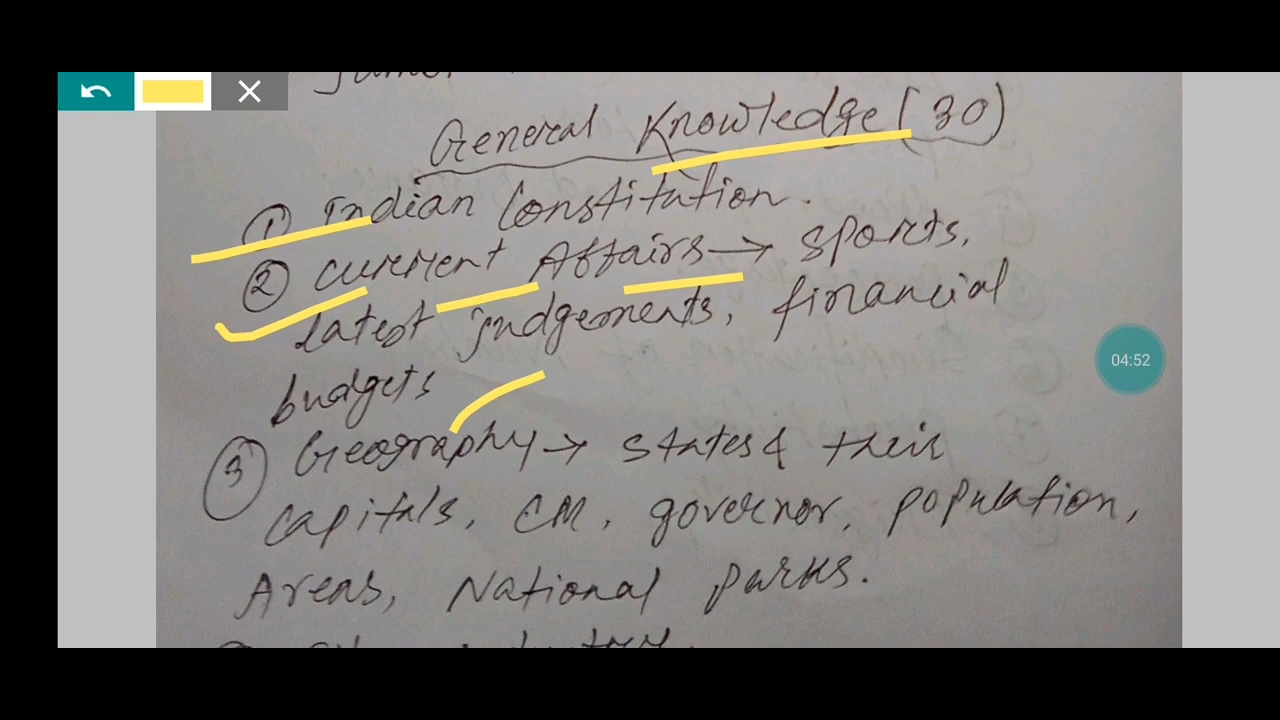 General Knowledge (30)
① Indian Constitution.
② Current Affairs → sports,
latest judgements, financial
budgets
③ Geography → states & their
capitals, CM, governor, population,
Areas, National parks.
04:52